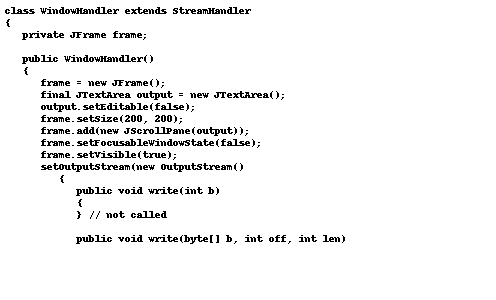 class WindowHandler extends StreamHandler
{
private JFrame frame;
public WindowHandler()
{
frame = new JFrame();
final JTextArea output = new JTextArea();
output.setEditable(false);
frame.setSize(200, 200);
frame.add(new JScrollPane(output));
frame.setFocusableWindowState(false);
frame.setVisible(true);
setOutputStream(new OutputStream()
{
public void write(int b)
{
} // not called
public void write(byte[] b, int off, int len)